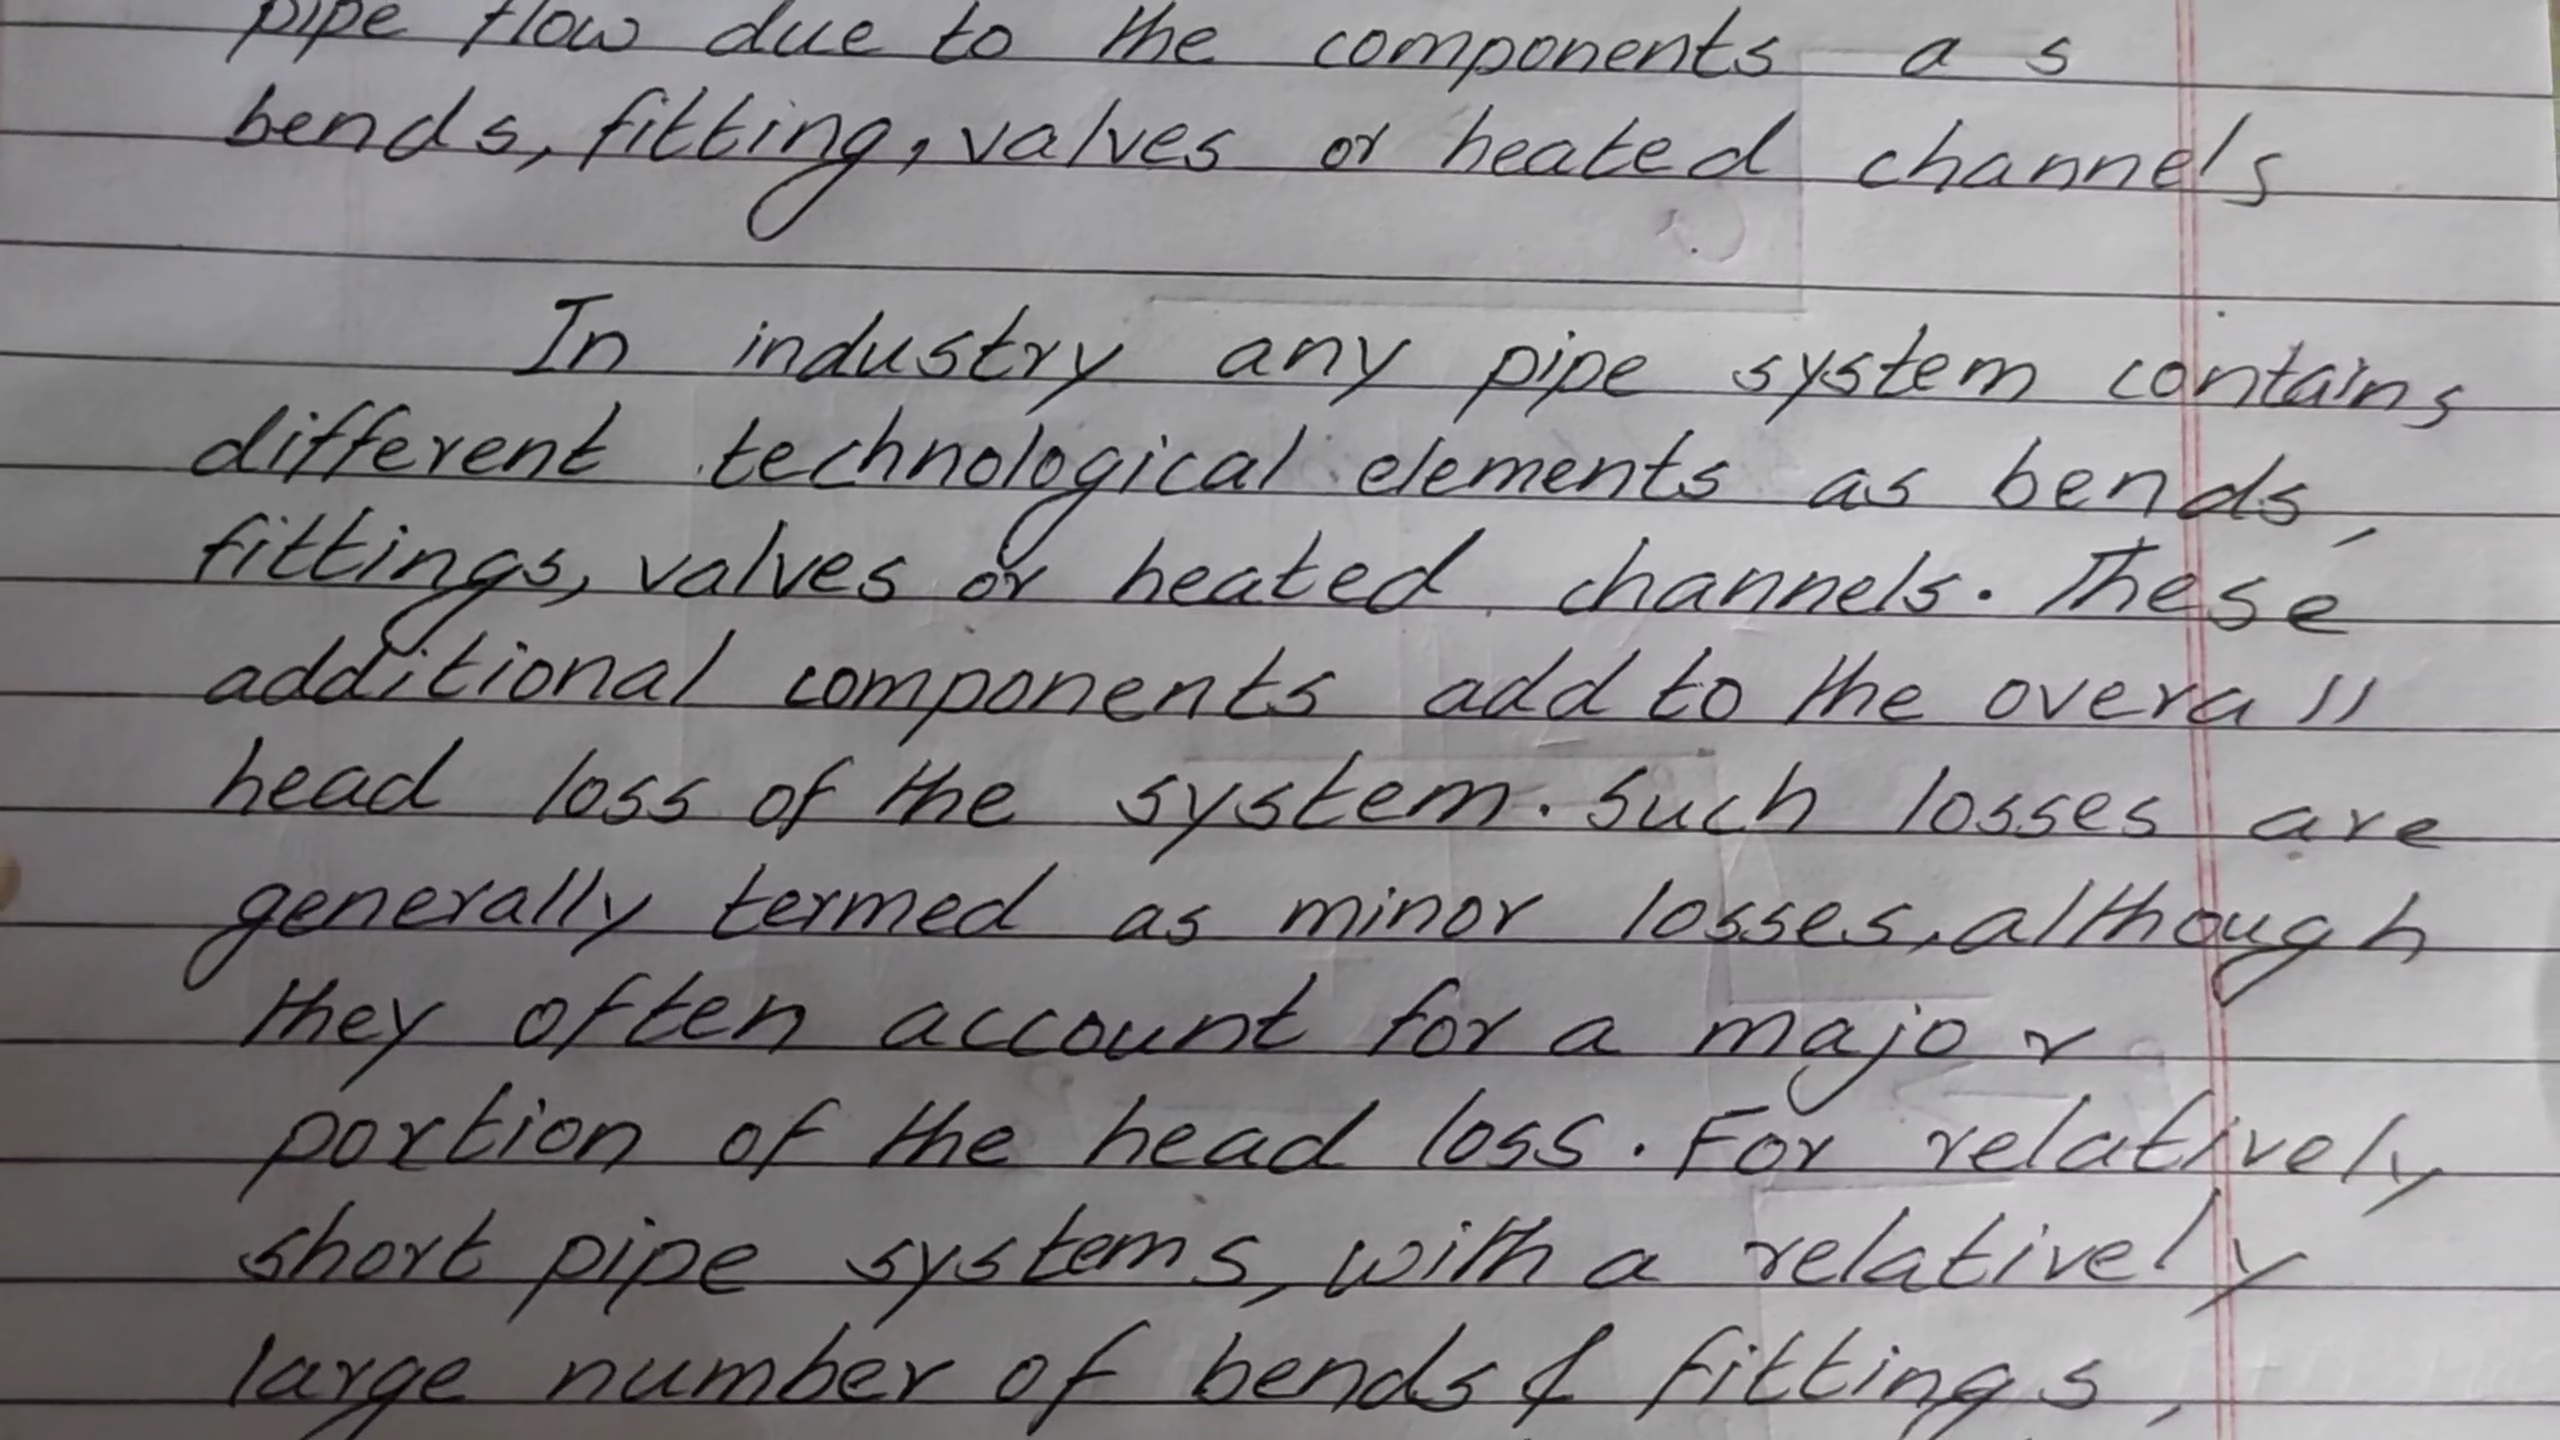 pipe flow due to the components as
bends, fitting, valves or heated channels
In industry any pipe system contains
different technological elements as bends,
fittings, valves or heated channels. These
additional components add to the overall
head loss of the system. Such losses are
generally termed as minor losses, although
they often account for a major
portion of the head loss. For relatively
short pipe systems, with a relatively
large number of bends & fittings,